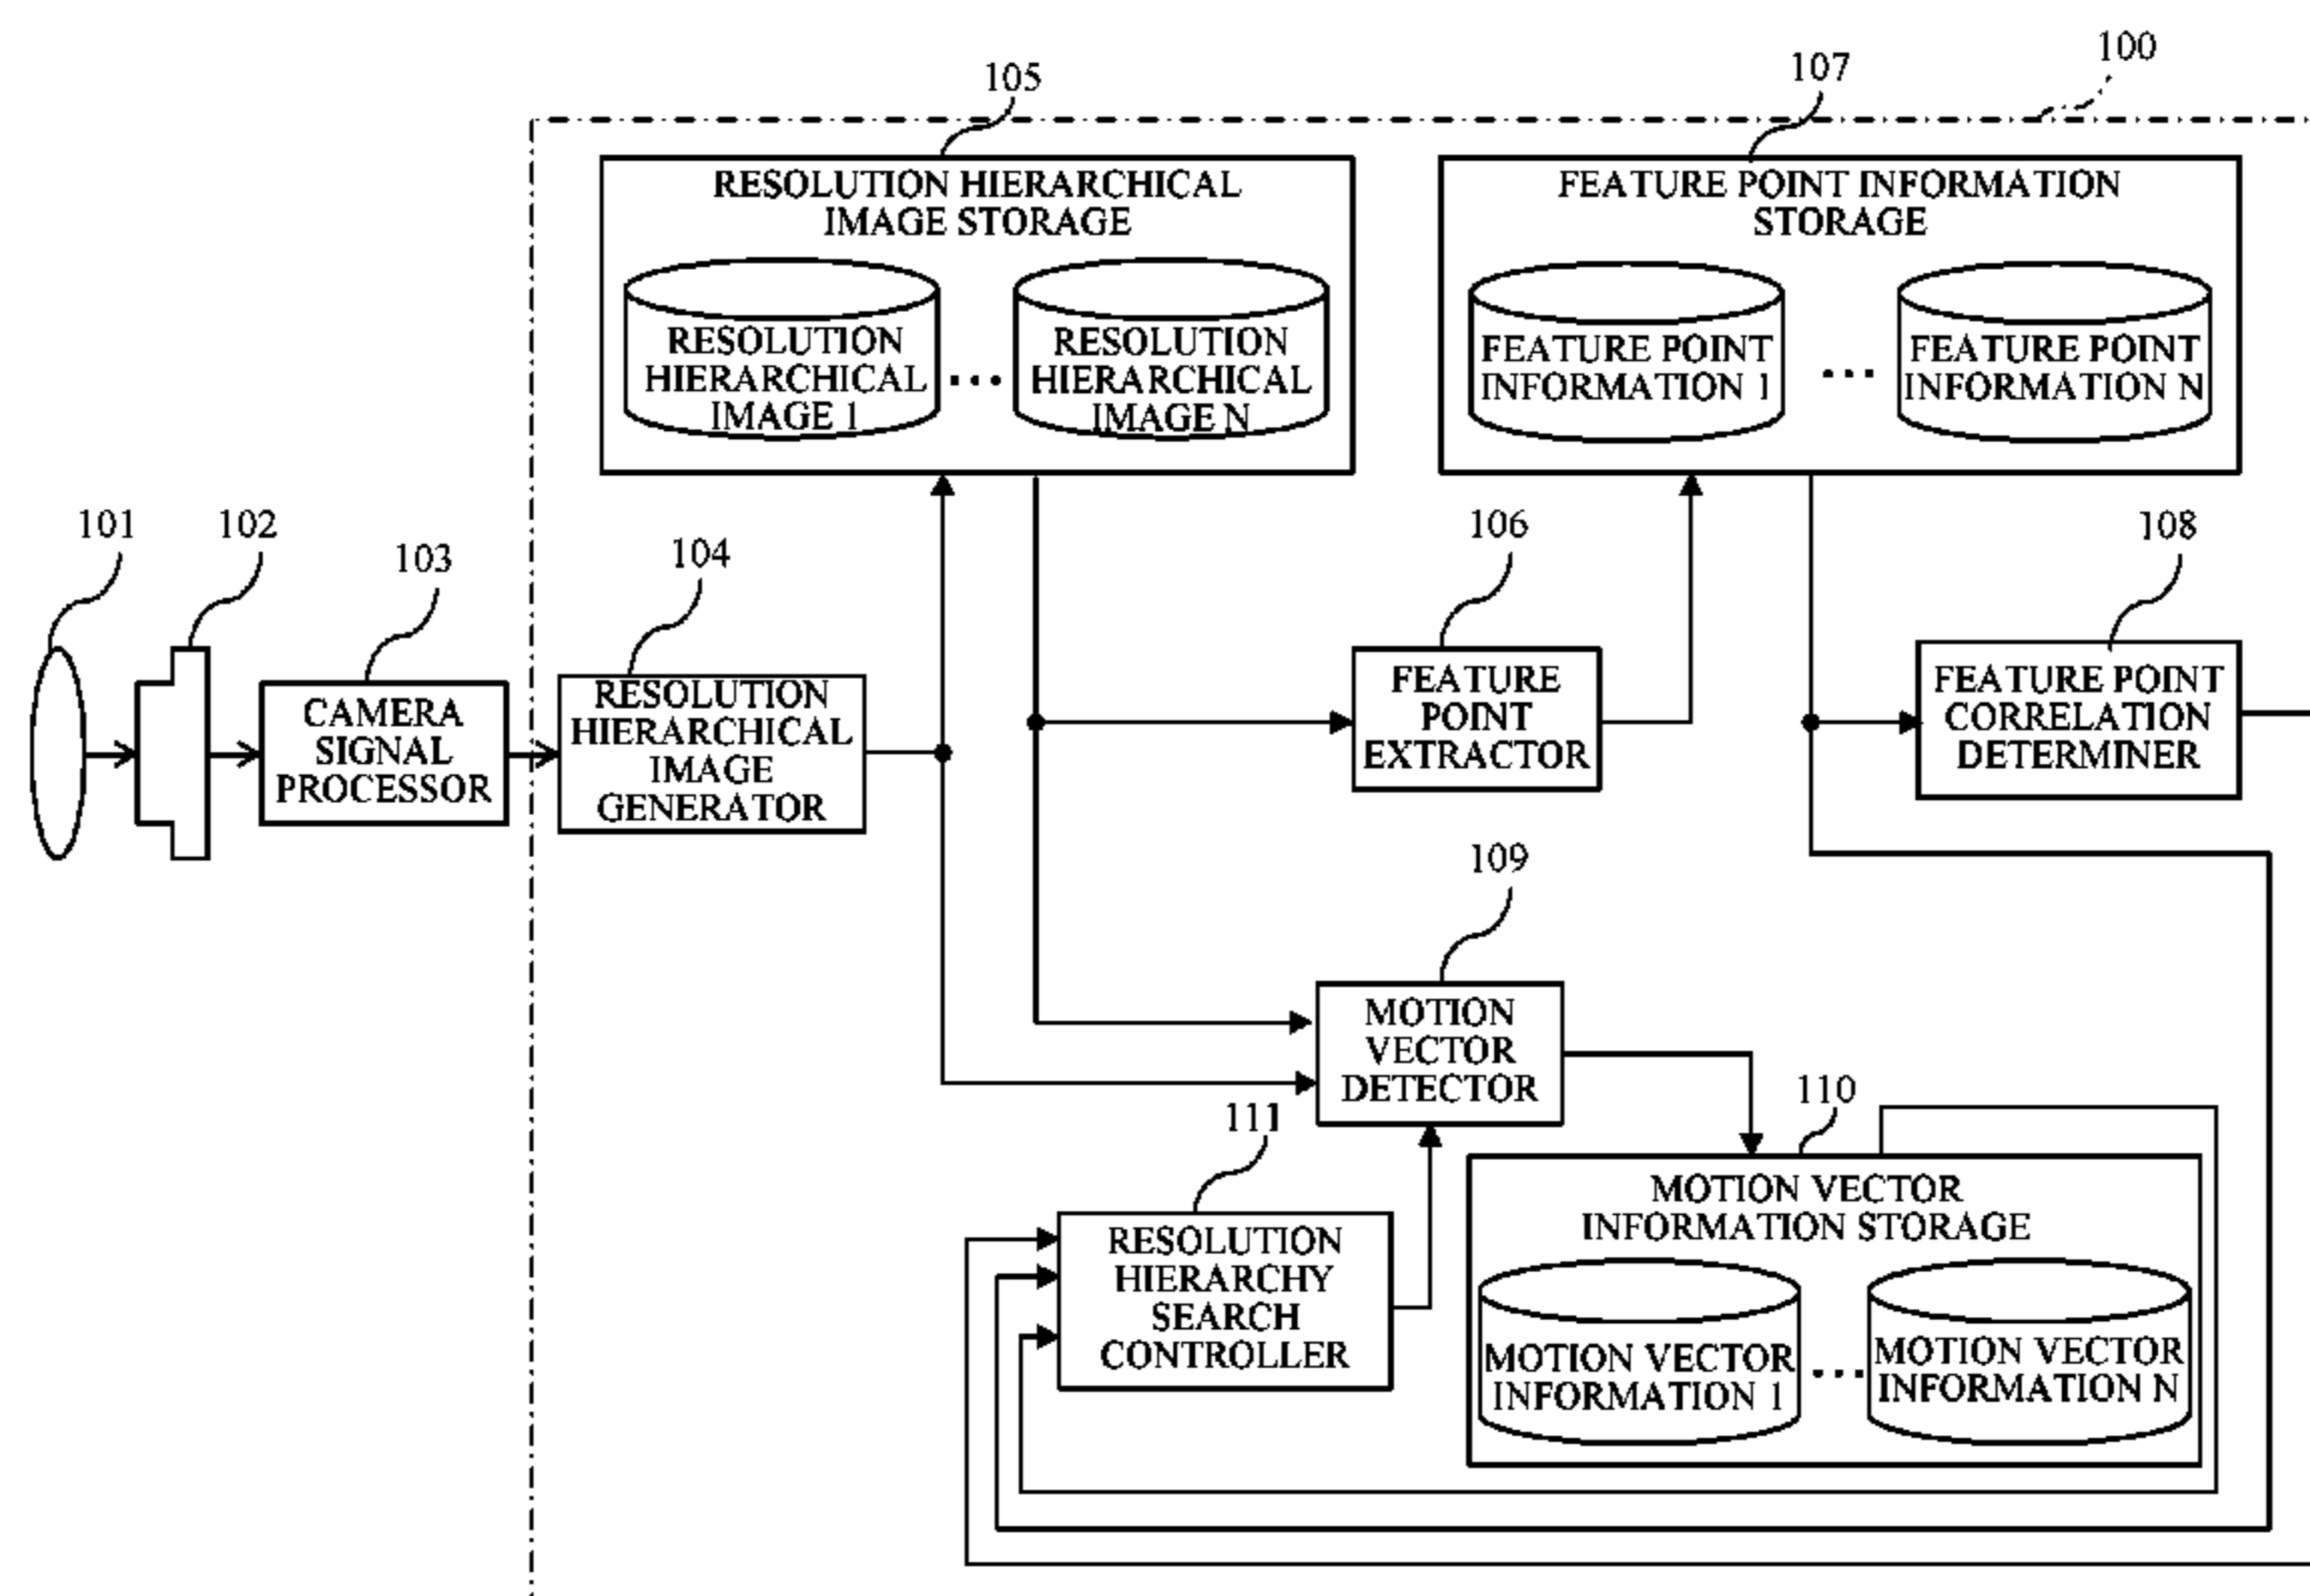 100
105
107
RESOLUTION HIERARCHICAL
IMAGE STORAGE
RESOLUTION
HIERARCHICAL
IMAGE 1
...
RESOLUTION
HIERARCHICAL
IMAGE N
FEATURE POINT INFORMATION
STORAGE
FEATURE POINT
INFORMATION 1
...
FEATURE POINT
INFORMATION N
101
102
103
104
106
108
CAMERA
SIGNAL
PROCESSOR
RESOLUTION
HIERARCHICAL
IMAGE
GENERATOR
FEATURE
POINT
EXTRACTOR
FEATURE POINT
CORRELATION
DETERMINER
109
MOTION
VECTOR
DETECTOR
110
111
RESOLUTION
HIERARCHY
SEARCH
CONTROLLER
MOTION VECTOR
INFORMATION STORAGE
MOTION VECTOR
INFORMATION 1
...
MOTION VECTOR
INFORMATION N